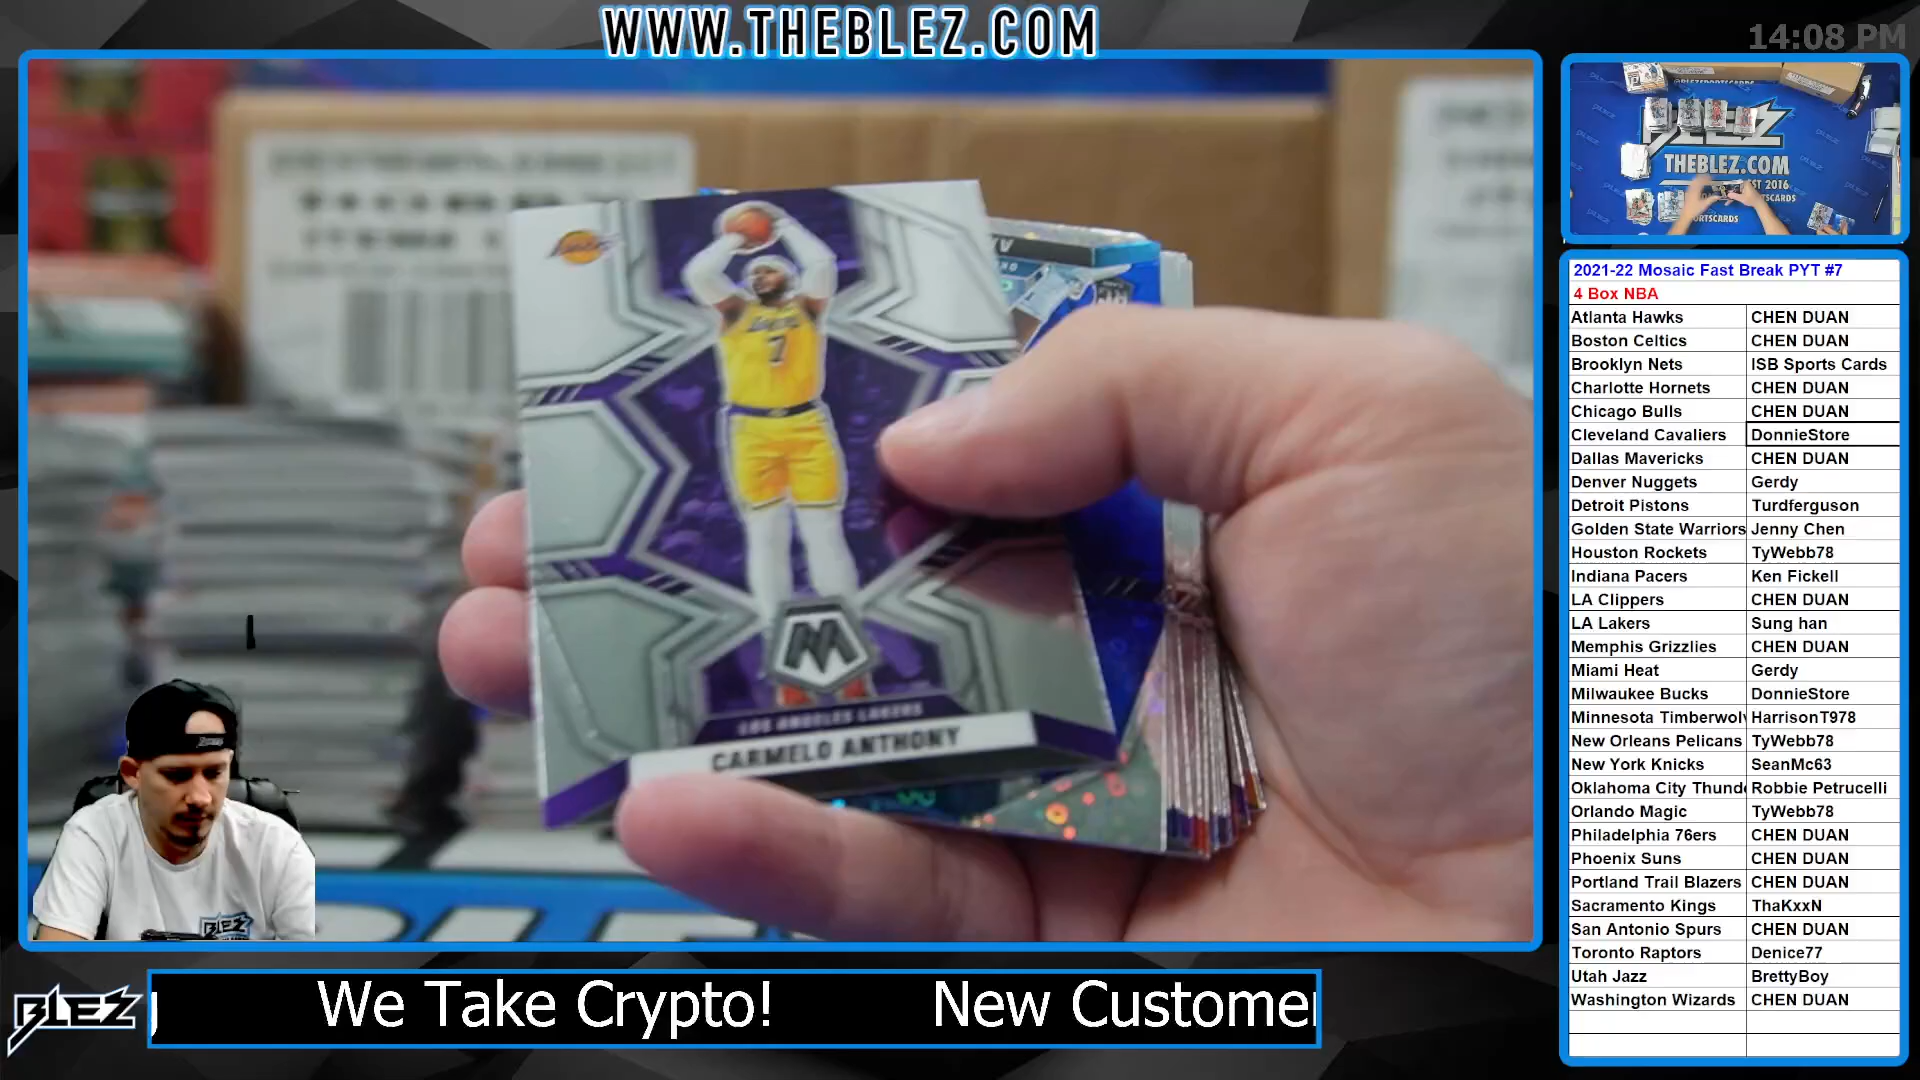 WWW.THEBLEZ.COM
14:08 PM
LAKERS
7
LOS ANGELES LAKERS
CARMELO ANTHONY
THEBLEZ.COM
EST 2016
2021-22 Mosaic Fast Break PYT #7
4 Box NBA
Atlanta Hawks CHEN DUAN
Boston Celtics CHEN DUAN
Brooklyn Nets ISB Sports Cards
Charlotte Hornets CHEN DUAN
Chicago Bulls CHEN DUAN
Cleveland Cavaliers DonnieStore
Dallas Mavericks CHEN DUAN
Denver Nuggets Gerdy
Detroit Pistons Turdferguson
Golden State Warriors Jenny Chen
Houston Rockets TyWebb78
Indiana Pacers Ken Fickell
LA Clippers CHEN DUAN
LA Lakers Sung han
Memphis Grizzlies CHEN DUAN
Miami Heat Gerdy
Milwaukee Bucks DonnieStore
Minnesota Timberwolv HarrisonT978
New Orleans Pelicans TyWebb78
New York Knicks SeanMc63
Oklahoma City Thund Robbie Petrucelli
Orlando Magic TyWebb78
Philadelphia 76ers CHEN DUAN
Phoenix Suns CHEN DUAN
Portland Trail Blazers CHEN DUAN
Sacramento Kings ThaKxxN
San Antonio Spurs CHEN DUAN
Toronto Raptors Denice77
Utah Jazz BrettyBoy
Washington Wizards CHEN DUAN
BLEZ
We Take Crypto! New Customer